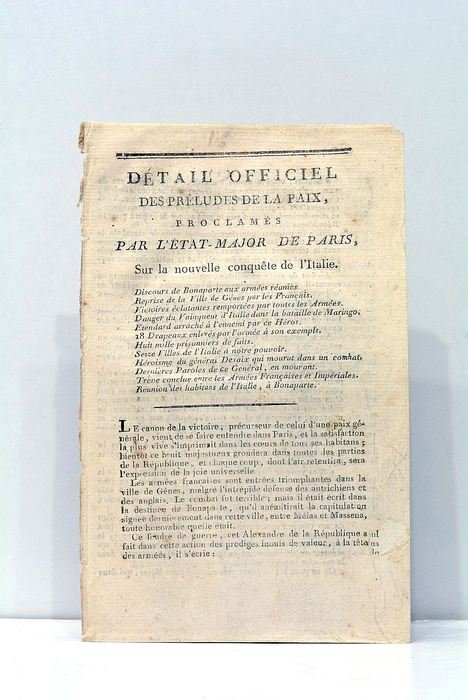 DÉTAIL OFFICIEL
DES PRÉLUDES DE LA PAIX,
PROCLAMÉS
PAR L'ÉTAT-MAJOR DE PARIS,
Sur la nouvelle conquête de l'Italie.
Discours de Bonaparte aux armées réunies.
Reprise de la Ville de Gênes par les Français.
Victoires éclatantes remportées par toutes les Armées.
Danger du Vainqueur d'Italie dans la bataille de Maringo.
Etendard arraché à l'ennemi par ce Héros.
18 Drapeaux enlevés par l'armée à son exemple.
Huit mille prisonniers de faits.
Seize Villes de l'Italie à notre pouvoir.
Héroïsme du général Desaix qui mourut dans un combat.
Dernières Paroles de ce Général, en mourant.
Trève conclue entre les Armées Françaises et Impériales.
Réunion des habitans de l'Italie, à Bonaparte.
LE canon de la victoire, précurseur de celui d'une paix gé-
nérale, vient de se faire entendre dans Paris, et la satisfaction
la plus vive s'imprimait dans les cœurs de tous ses habitans;
bientôt ce bruit majestueux grondera dans toutes les parties
de la République, et chaque coup, dont l'air retentira, sera
l'expression de la joie universelle
Les armées françaises sont entrées triomphantes dans la
ville de Gênes, malgré l'intrépide défense des autrichiens et
des anglais. Le combat fut terrible; mais il était écrit dans
la destinée de Bonaparte, qu'il anéantirait la capitulation
signée dernièrement dans cette ville, entre Mélas et Massena,
toute honorable quelle était.
Ce foudre de guerre, cet Alexandre de la République a
fait dans cette action des prodiges inouis de valeur, à la tête
des armées, il s'écrie: